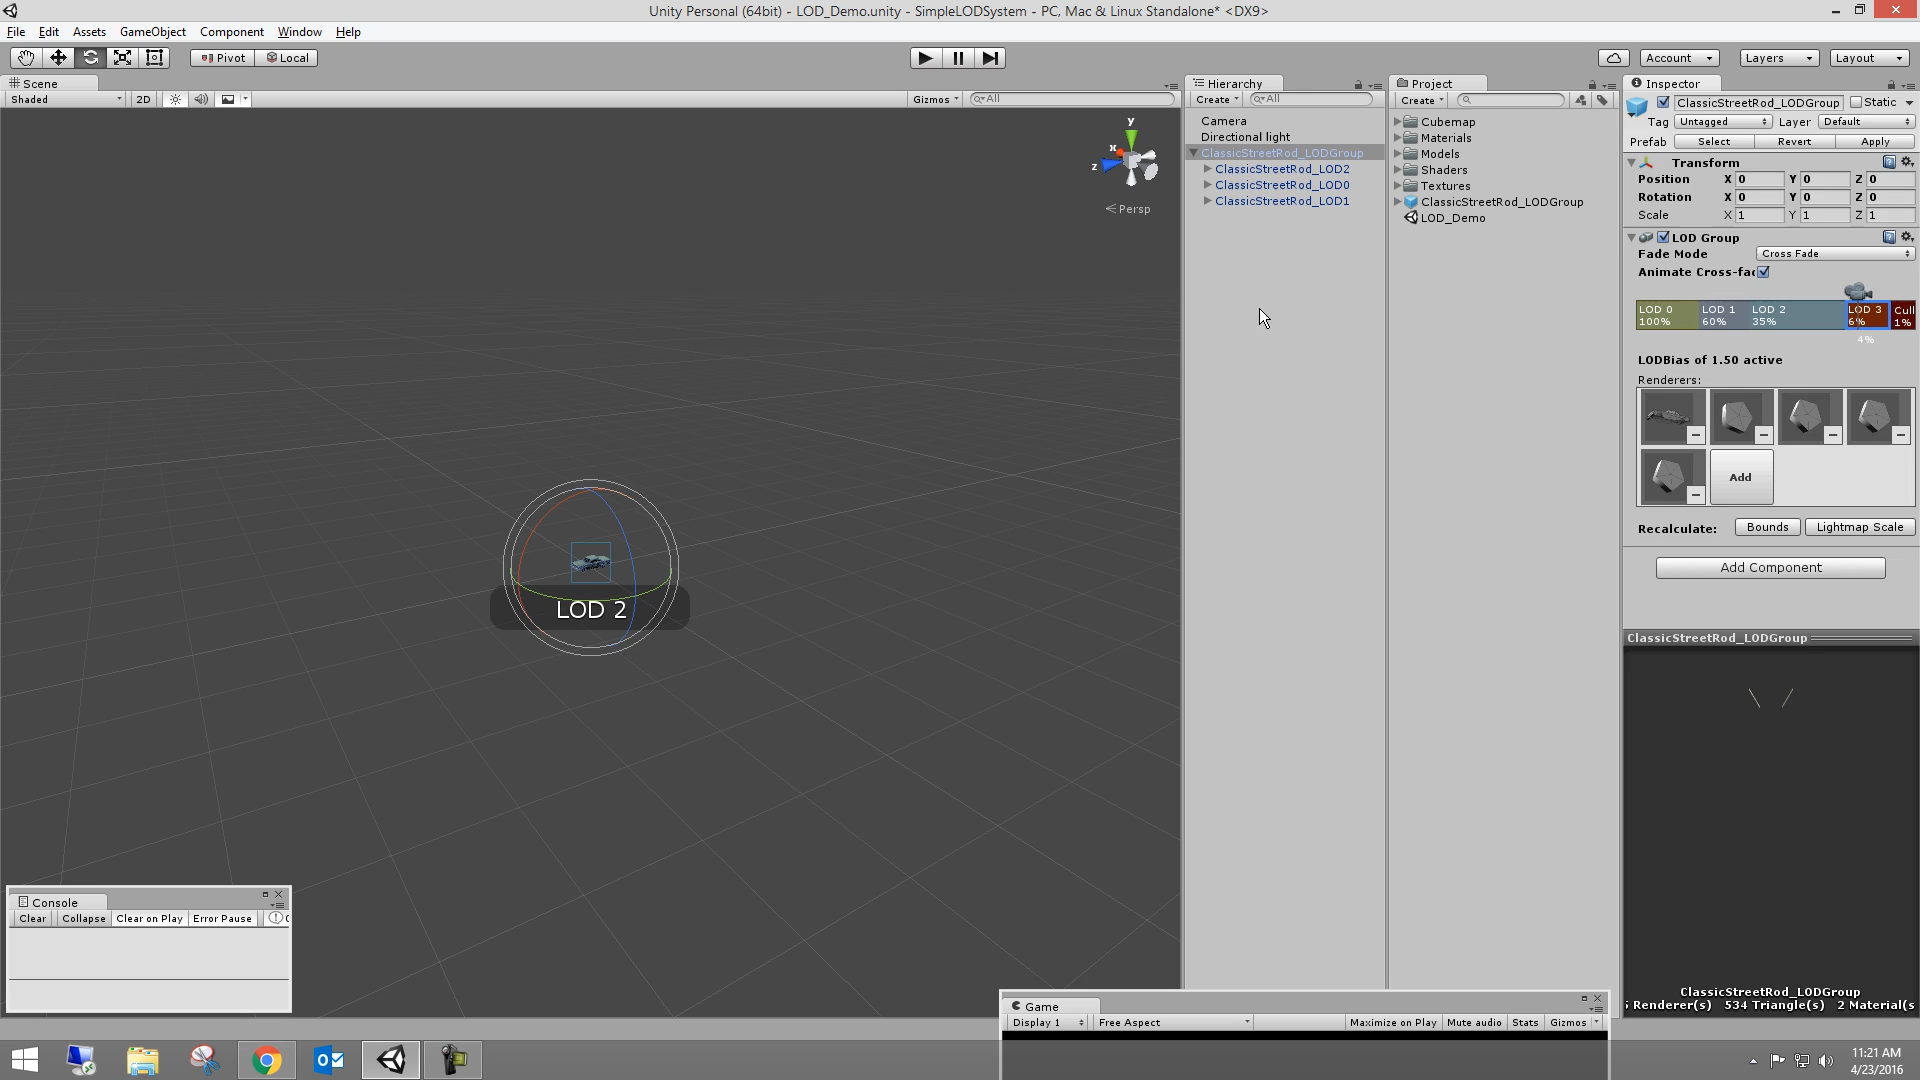 Unity Personal (64bit) - LOD_Demo.unity - SimpleLODSystem - PC, Mac & Linux Standalone* <DX9>
File Edit Assets GameObject Component Window Help
Pivot Local Account Layers Layout
Scene
Shaded 2D Gizmos All
y
x
z
Persp
LOD 2
Hierarchy
Create All
Camera
Directional light
ClassicStreetRod_LODGroup
ClassicStreetRod_LOD2
ClassicStreetRod_LOD0
ClassicStreetRod_LOD1
Project
Create
Cubemap
Materials
Models
Shaders
Textures
ClassicStreetRod_LODGroup
LOD_Demo
Inspector
ClassicStreetRod_LODGroup Static
Tag Untagged Layer Default
Prefab Select Revert Apply
Transform
Position X 0 Y 0 Z 0
Rotation X 0 Y 0 Z 0
Scale X 1 Y 1 Z 1
LOD Group
Fade Mode Cross Fade
Animate Cross-fac
LOD 0 LOD 1 LOD 2 LOD 3 Cull
100% 60% 35% 6% 1%
4%
LODBias of 1.50 active
Renderers:
Add
Recalculate: Bounds Lightmap Scale
Add Component
ClassicStreetRod_LODGroup
ClassicStreetRod_LODGroup
Renderer(s) 534 Triangle(s) 2 Material(s
Console
Clear Collapse Clear on Play Error Pause
Game
Display 1 Free Aspect Maximize on Play Mute audio Stats Gizmos
11:21 AM
4/23/2016